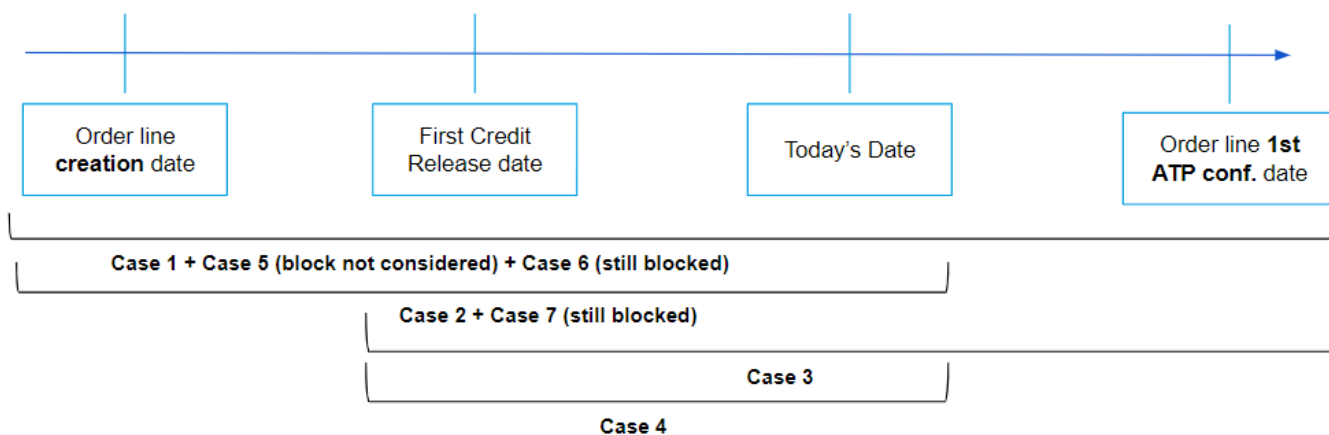 Order line
creation date
First Credit
Release date
Today's Date
Order line 1st
ATP conf. date
Case 1 + Case 5 (block not considered) + Case 6 (still blocked)
Case 2 + Case 7 (still blocked)
Case 3
Case 4